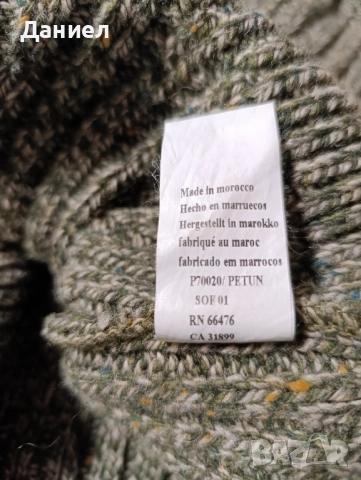 Даниел
Made in morocco
Hecho en marruecos
Hergestellt in marokko
fabriqué au maroc
fabricado em marrocos
P70020/ PETUN
SOF 01
RN 66476
CA 31899
BAZAR